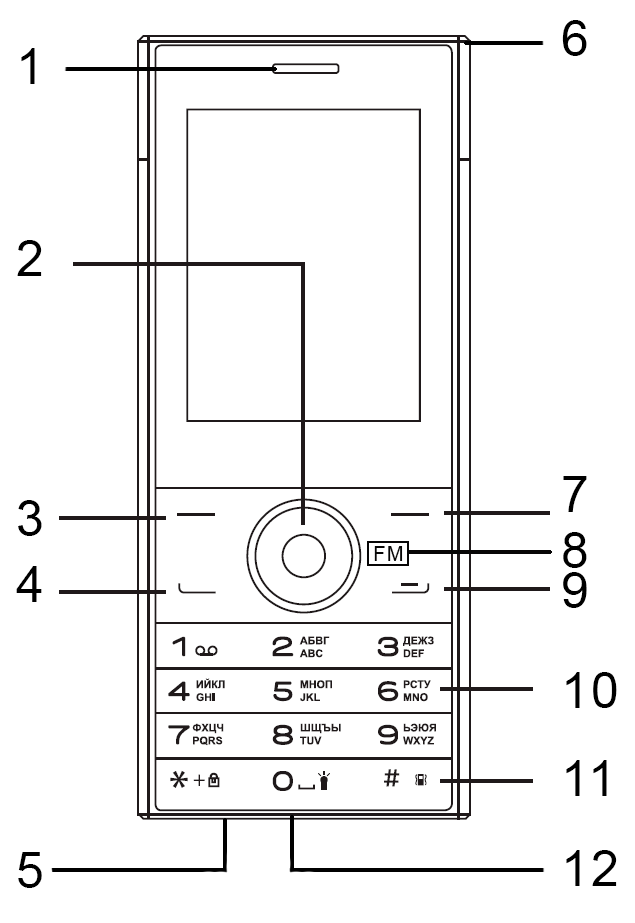 6
1
2
3
7
FM
8
4
9
1 2 АБВГ ABC 3 ДЕЖЗ DEF
4 ИЙКЛ GHI 5 МНОП JKL 6 РСТУ MNO
10
7 ФХЦЧ PQRS 8 ШЩЪЫ TUV 9 ЬЭЮЯ WXYZ
* + 0 #
11
5
12